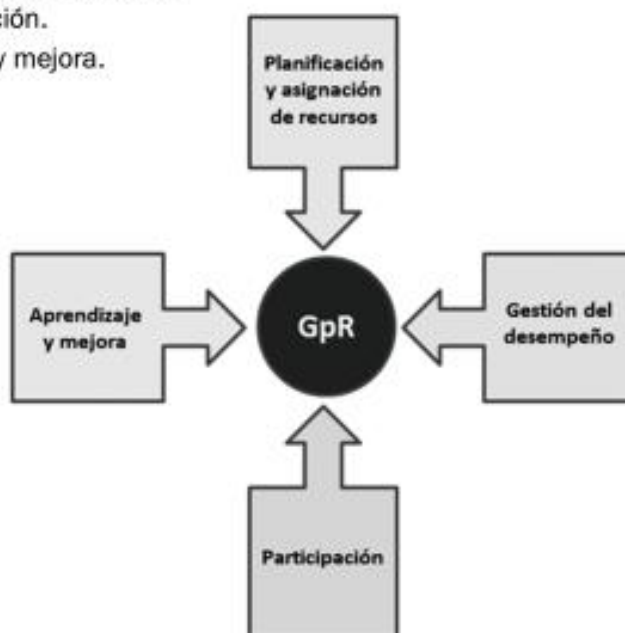 ción.
y mejora.
Planificación
y asignación
de recursos
Aprendizaje
y mejora
GpR
Gestión del
desempeño
Participación